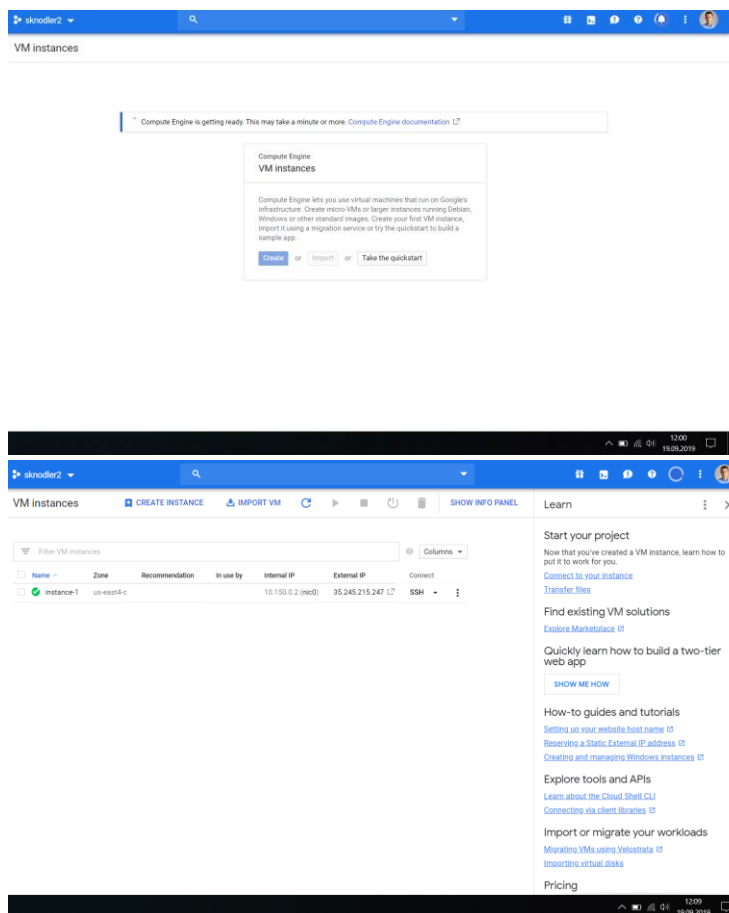 sknodler2
VM instances
Compute Engine is getting ready. This may take a minute or more. Compute Engine documentation
Compute Engine
VM instances
Compute Engine lets you use virtual machines that run on Google's
infrastructure. Create micro-VMs or larger instances running Debian,
Windows or other standard images. Create your first VM instance,
import it using a migration service or try the quickstart to build a
sample app.
Create or Import or Take the quickstart
12:00
19.09.2019
sknodler2
VM instances CREATE INSTANCE IMPORT VM SHOW INFO PANEL
Filter VM instances Columns
Name Zone Recommendation In use by Internal IP External IP Connect
instance-1 us-east4-c 10.150.0.2 (nic0) 35.245.215.247 SSH
Learn
Start your project
Now that you've created a VM instance, learn how to
put it to work for you.
Connect to your instance
Transfer files
Find existing VM solutions
Explore Marketplace
Quickly learn how to build a two-tier
web app
SHOW ME HOW
How-to guides and tutorials
Setting up your website host name
Reserving a Static External IP address
Creating and managing Windows instances
Explore tools and APIs
Learn about the Cloud Shell CLI
Connecting via client libraries
Import or migrate your workloads
Migrating VMs using Velostrata
Importing virtual disks
Pricing
12:09
19.09.2019